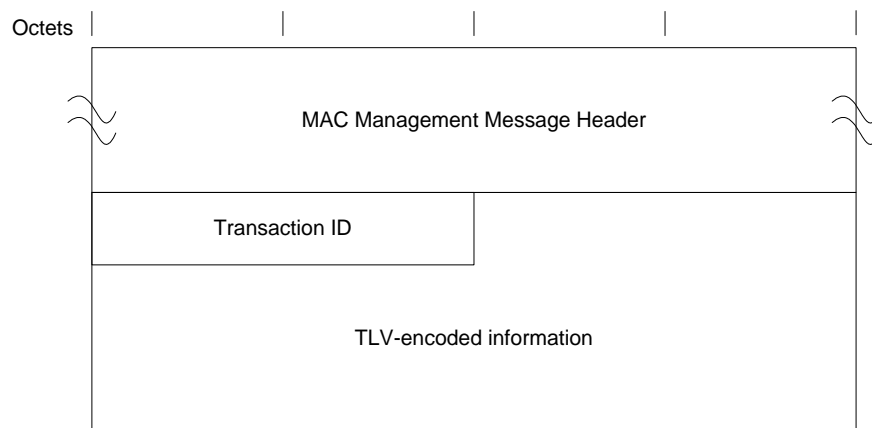 Octets
MAC Management Message Header
Transaction ID
TLV-encoded information